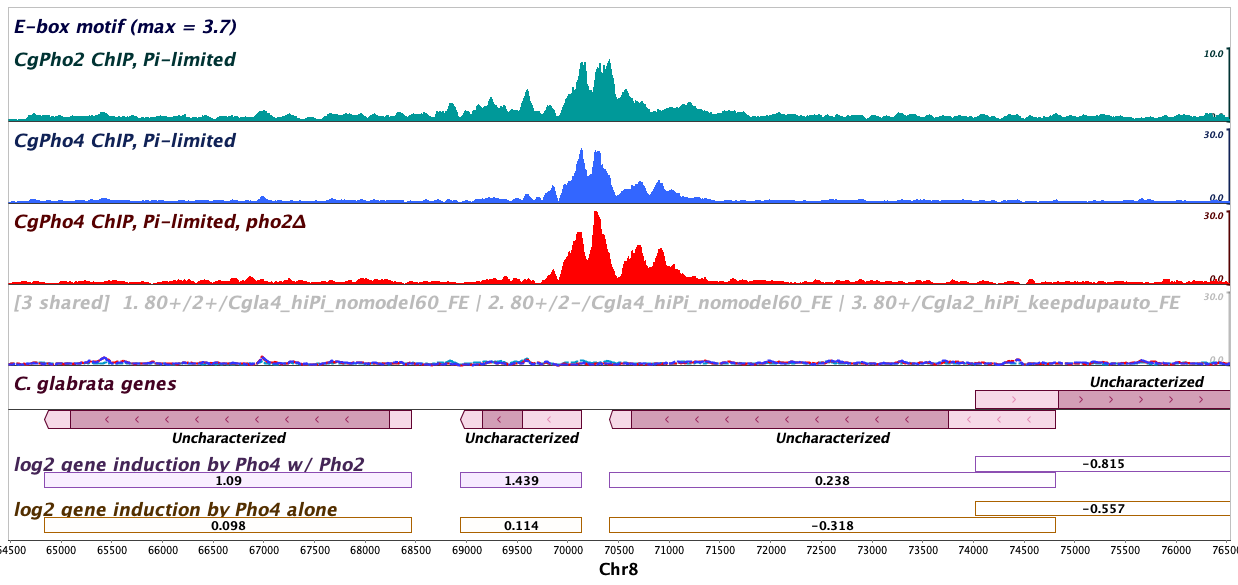 E-box motif (max = 3.7)
CgPho2 ChIP, Pi-limited
10.0
CgPho4 ChIP, Pi-limited
30.0
0.0
CgPho4 ChIP, Pi-limited, pho2Δ
30.0
0.0
[3 shared] 1. 80+/2+/Cgla4_hiPi_nomodel60_FE | 2. 80+/2-/Cgla4_hiPi_nomodel60_FE | 3. 80+/Cgla2_hiPi_keepdupauto_FE
30.0
0.0
C. glabrata genes
Uncharacterized
Uncharacterized Uncharacterized Uncharacterized
log2 gene induction by Pho4 w/ Pho2
-0.815
1.09 1.439 0.238
log2 gene induction by Pho4 alone
-0.557
0.098 0.114 -0.318
64500 65000 65500 66000 66500 67000 67500 68000 68500 69000 69500 70000 70500 71000 71500 72000 72500 73000 73500 74000 74500 75000 75500 76000 7650
Chr8